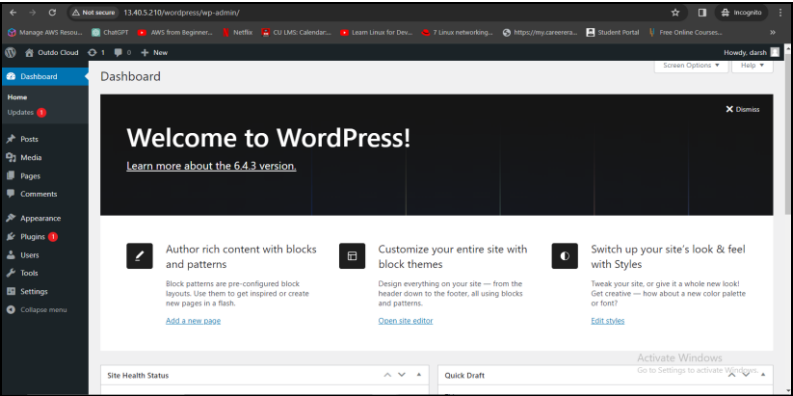 Not secure 13.40.5.210/wordpress/wp-admin/ Incognito
Manage AWS Resou... ChatGPT AWS from Beginner... Netflix CU LMS: Calendar... Learn Linux for Dev... 7 Linux networking... https://my.careerera... Student Portal Free Online Courses... »
Outdo Cloud 1 0 + New Howdy, darsh
Screen Options ▼ Help ▼
Dashboard
Dashboard
Home
Updates 1
Posts
Media
Pages
Comments
Appearance
Plugins 1
Users
Tools
Settings
Collapse menu
Dismiss
Welcome to WordPress!
Learn more about the 6.4.3 version.
Author rich content with blocks
and patterns
Block patterns are pre-configured block
layouts. Use them to get inspired or create
new pages in a flash.
Add a new page
Customize your entire site with
block themes
Design everything on your site — from the
header down to the footer, all using blocks
and patterns.
Open site editor
Switch up your site's look & feel
with Styles
Tweak your site, or give it a whole new look!
Get creative — how about a new color palette
or font?
Edit styles
Site Health Status
Quick Draft
Activate Windows
Go to Settings to activate Windows.